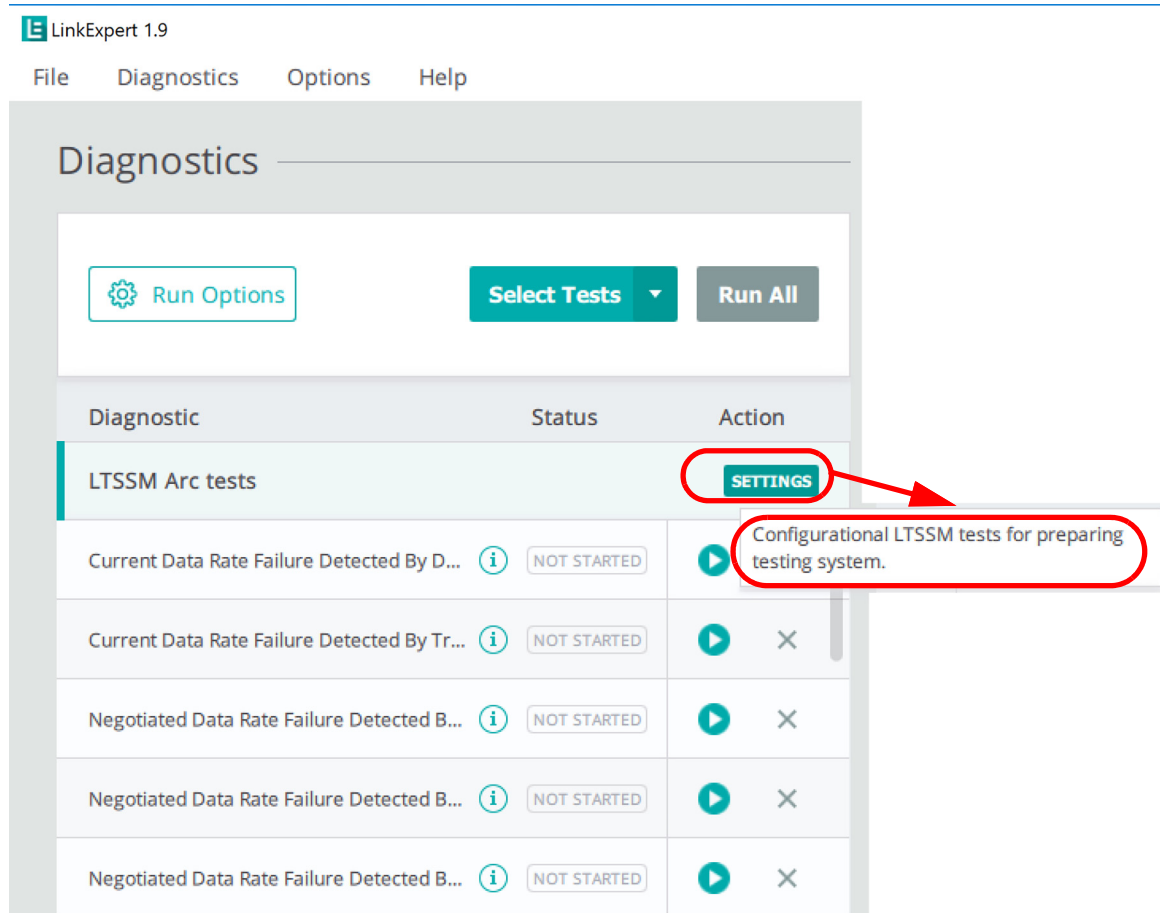 LinkExpert 1.9
File Diagnostics Options Help
Diagnostics
Run Options Select Tests Run All
Diagnostic Status Action
LTSSM Arc tests SETTINGS
Configurational LTSSM tests for preparing
testing system.
Current Data Rate Failure Detected By D... NOT STARTED
Current Data Rate Failure Detected By Tr... NOT STARTED
Negotiated Data Rate Failure Detected B... NOT STARTED
Negotiated Data Rate Failure Detected B... NOT STARTED
Negotiated Data Rate Failure Detected B... NOT STARTED